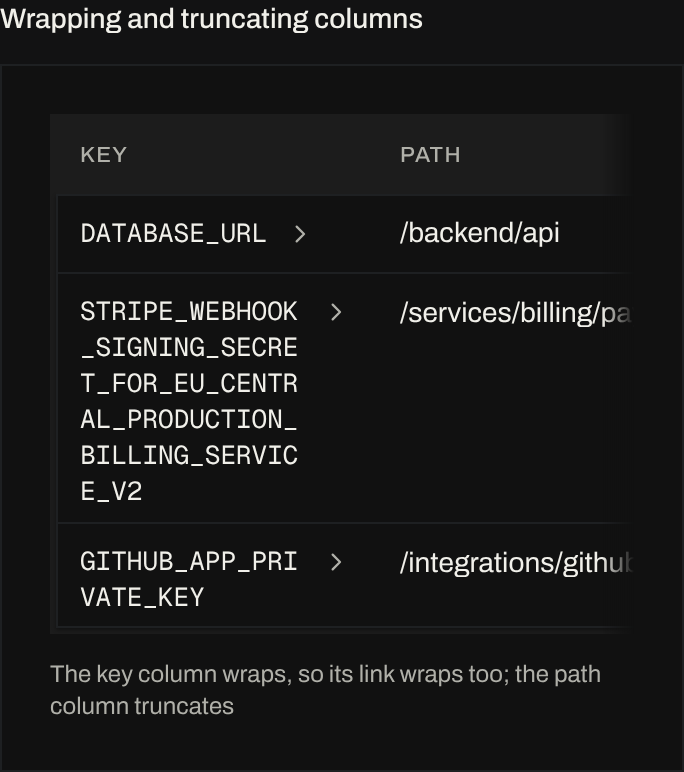 Wrapping and truncating columns
KEY PATH
DATABASE_URL /backend/api
STRIPE_WEBHOOK /services/billing/pa
_SIGNING_SECRE
T_FOR_EU_CENTR
AL_PRODUCTION_
BILLING_SERVIC
E_V2
GITHUB_APP_PRI /integrations/github
VATE_KEY
The key column wraps, so its link wraps too; the path
column truncates